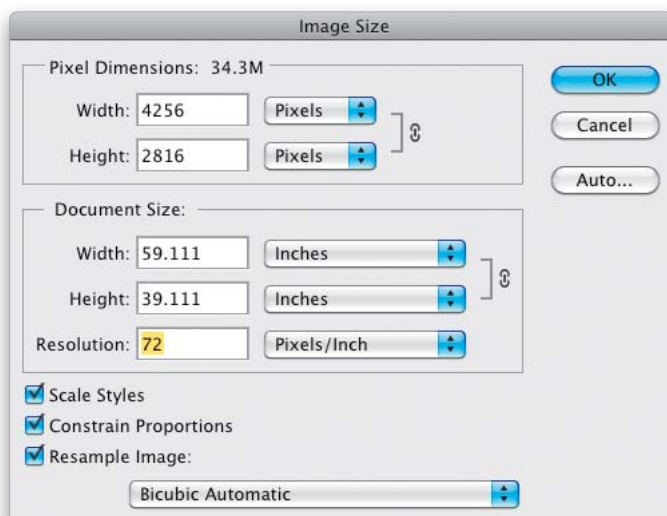 Image Size
Pixel Dimensions: 34.3M
Width: 4256 Pixels
Height: 2816 Pixels
OK
Cancel
Auto...
Document Size:
Width: 59.111 Inches
Height: 39.111 Inches
Resolution: 72 Pixels/Inch
Scale Styles
Constrain Proportions
Resample Image:
Bicubic Automatic